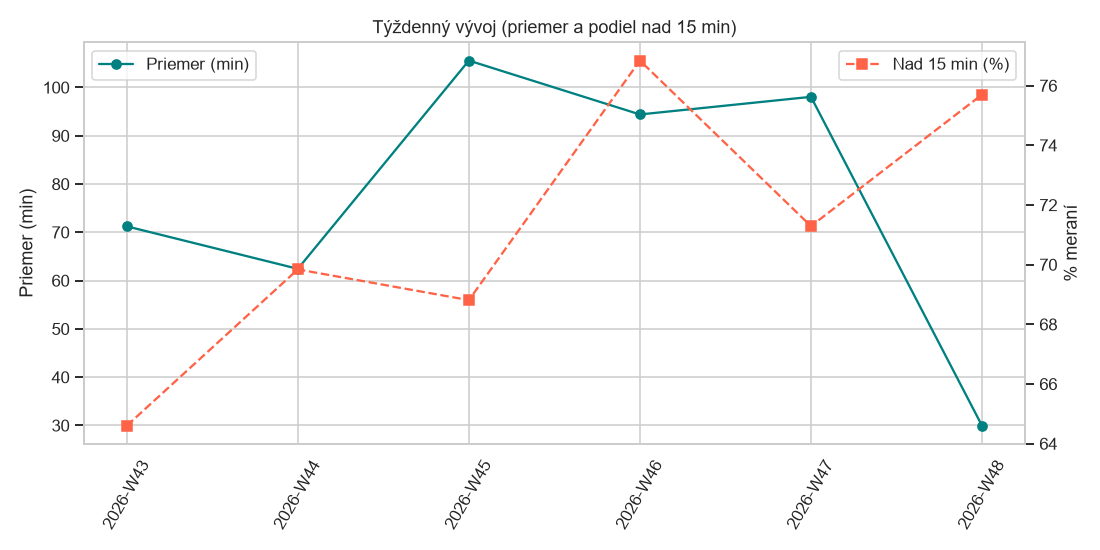 Týždenný vývoj (priemer a podiel nad 15 min)
Priemer (min)
Nad 15 min (%)
100
90
80
70
60
50
40
30
Priemer (min)
76
74
72
70
68
66
64
% meraní
2026-W43
2026-W44
2026-W45
2026-W46
2026-W47
2026-W48